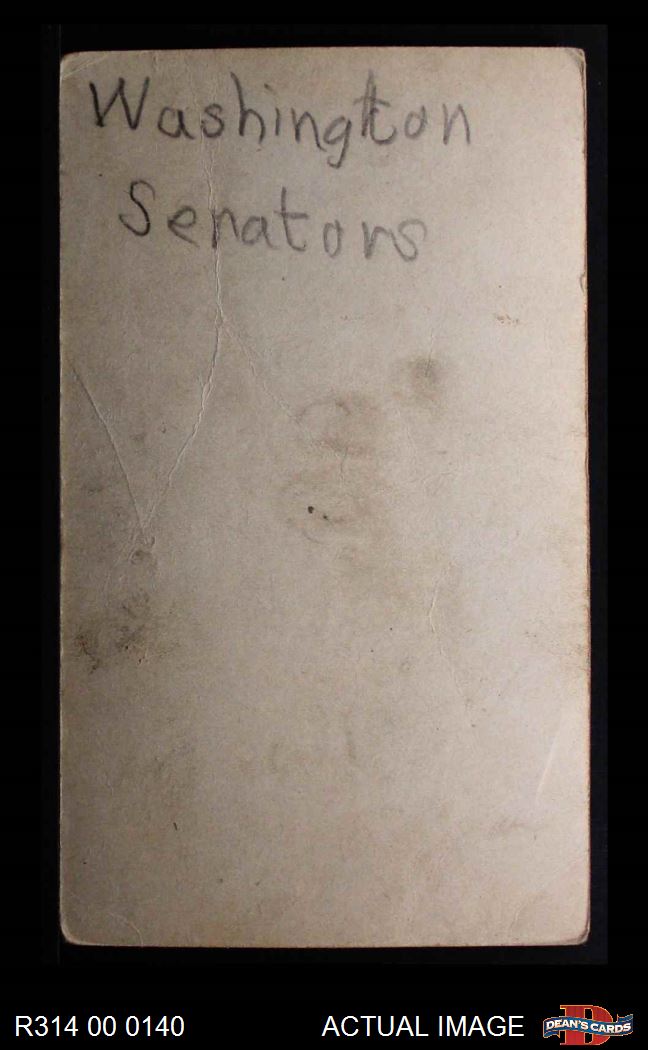 Washington
Senators
R314 00 0140
ACTUAL IMAGE
DEAN'S CARDS